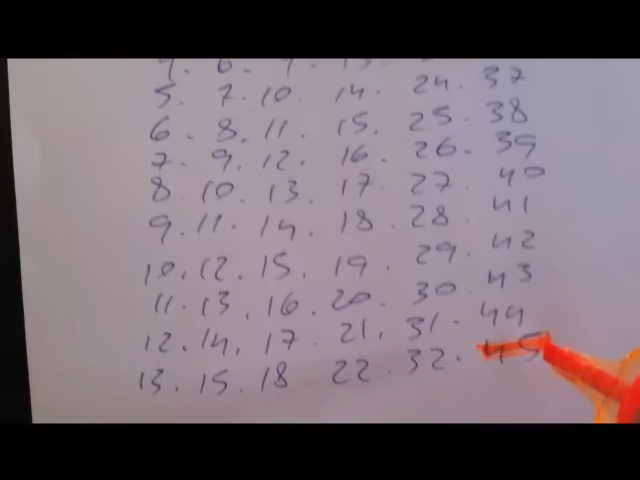 5. 7. 10. 14. 24. 37
6. 8. 11. 15. 25. 38
7. 9. 12. 16. 26. 39
8. 10. 13. 17. 27. 40
9. 11. 14. 18. 28. 41
10. 12. 15. 19. 29. 42
11. 13. 16. 20. 30. 43
12. 14. 17. 21. 31. 44
13. 15. 18 22. 32. 45